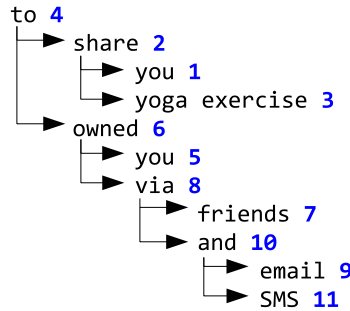 to 4
share 2
you 1
yoga exercise 3
owned 6
you 5
via 8
friends 7
and 10
email 9
SMS 11